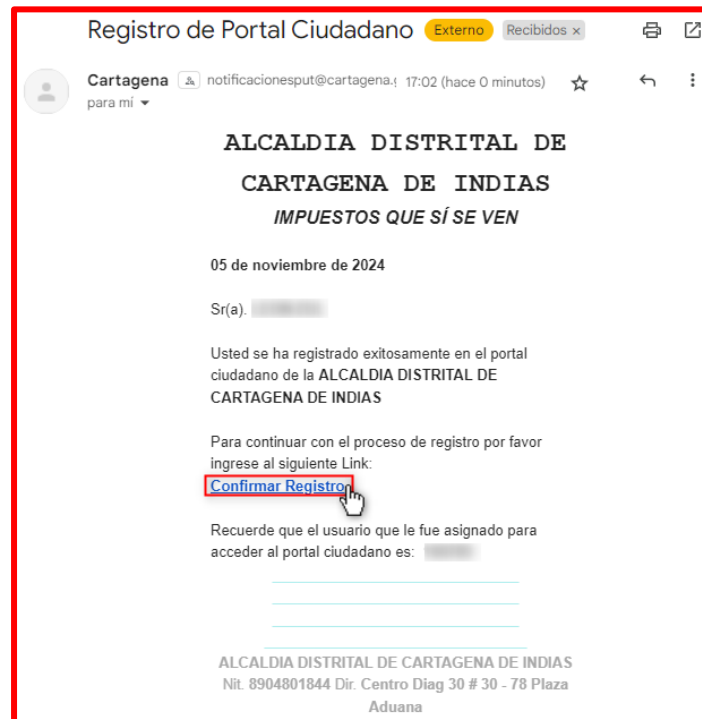 Registro de Portal Ciudadano Externo Recibidos x
Cartagena notificacionesput@cartagena. 17:02 (hace 0 minutos)
para mí
ALCALDIA DISTRITAL DE
CARTAGENA DE INDIAS
IMPUESTOS QUE SÍ SE VEN
05 de noviembre de 2024
Sr(a).
Usted se ha registrado exitosamente en el portal
ciudadano de la ALCALDIA DISTRITAL DE
CARTAGENA DE INDIAS
Para continuar con el proceso de registro por favor
ingrese al siguiente Link:
Confirmar Registro
Recuerde que el usuario que le fue asignado para
acceder al portal ciudadano es:
ALCALDIA DISTRITAL DE CARTAGENA DE INDIAS
Nit. 8904801844 Dir. Centro Diag 30 # 30 - 78 Plaza
Aduana